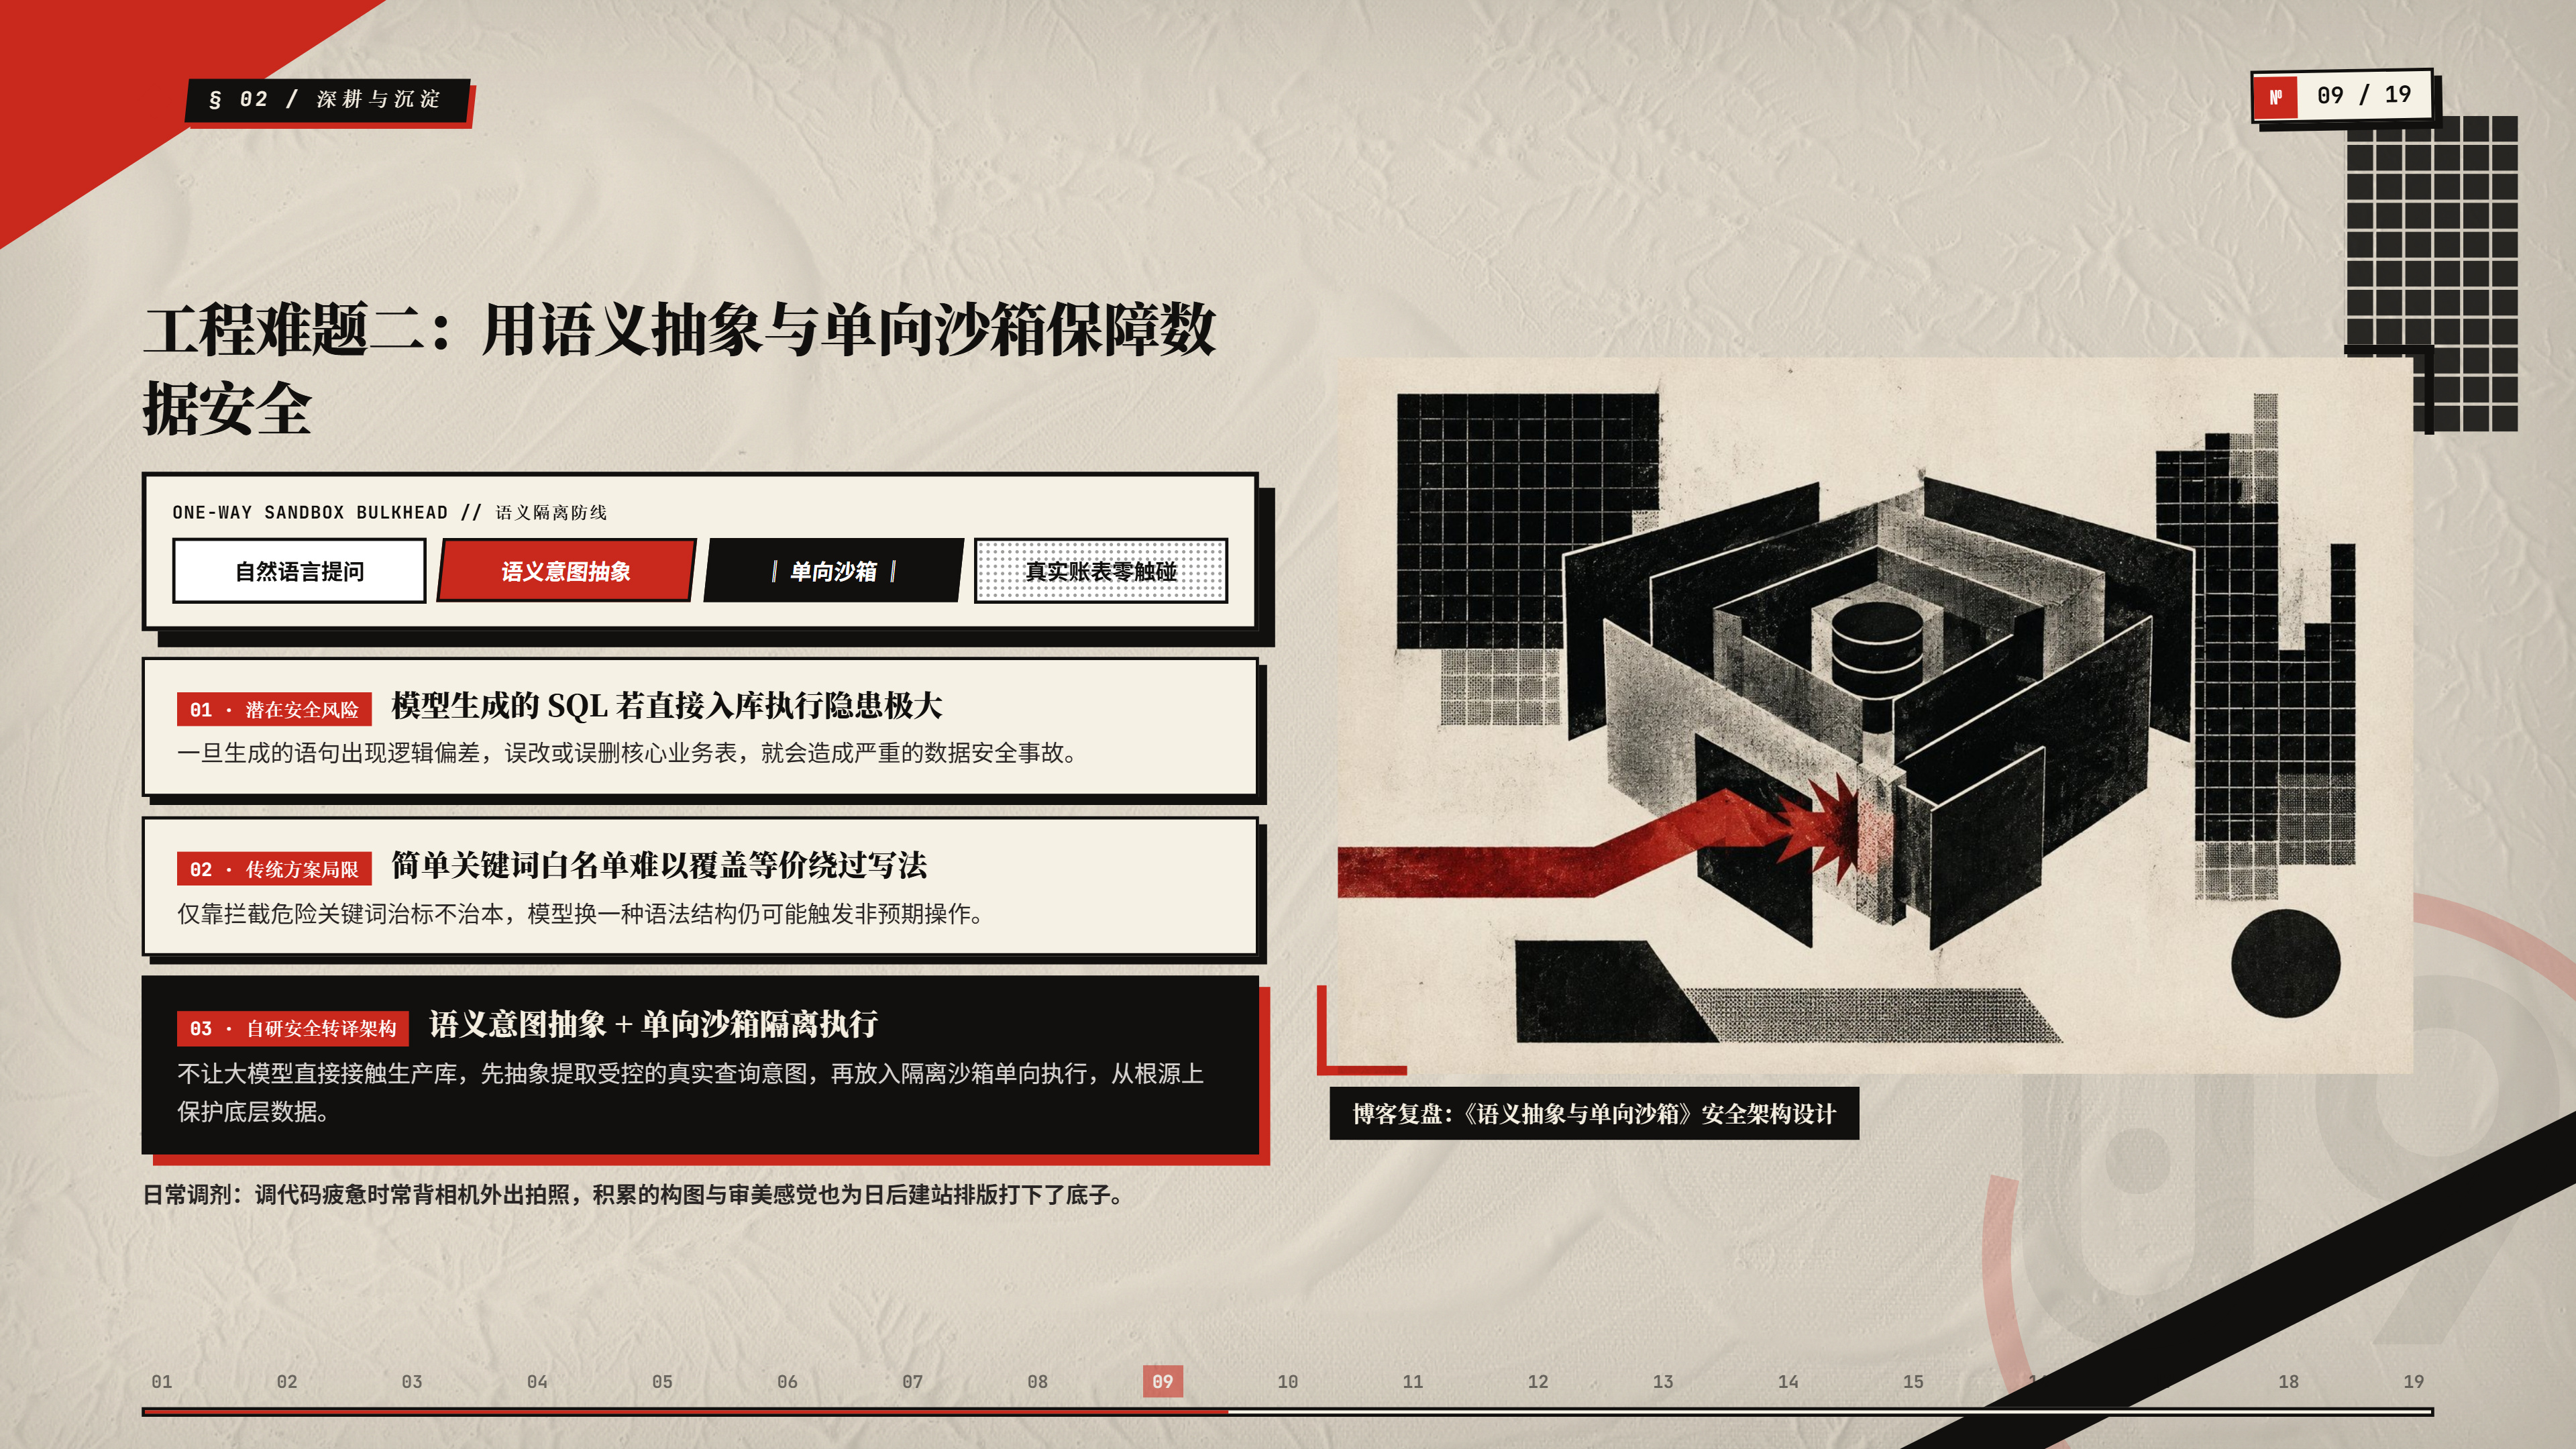 § 02 / 深耕与沉淀
№ 09 / 19
工程难题二：用语义抽象与单向沙箱保障数
据安全
ONE-WAY SANDBOX BULKHEAD // 语义隔离防线
自然语言提问
语义意图抽象
║ 单向沙箱 ║
真实账表零触碰
01 · 潜在安全风险 模型生成的 SQL 若直接入库执行隐患极大
一旦生成的语句出现逻辑偏差，误改或误删核心业务表，就会造成严重的数据安全事故。
02 · 传统方案局限 简单关键词白名单难以覆盖等价绕过写法
仅靠拦截危险关键词治标不治本，模型换一种语法结构仍可能触发非预期操作。
03 · 自研安全转译架构 语义意图抽象 + 单向沙箱隔离执行
不让大模型直接接触生产库，先抽象提取受控的真实查询意图，再放入隔离沙箱单向执行，从根源上
保护底层数据。
博客复盘：《语义抽象与单向沙箱》安全架构设计
日常调剂：调代码疲惫时常背相机外出拍照，积累的构图与审美感觉也为日后建站排版打下了底子。
09
01 02 03 04 05 06 07 08 09 10 11 12 13 14 15 18 19